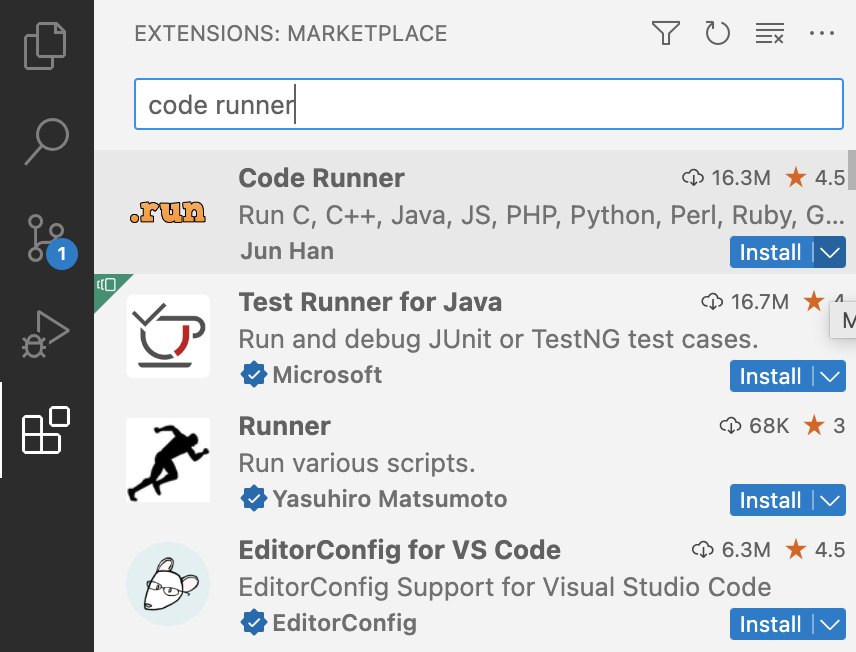 EXTENSIONS: MARKETPLACE
code runner
Code Runner 16.3M 4.5
.run
Run C, C++, Java, JS, PHP, Python, Perl, Ruby, G...
Jun Han Install
1
Test Runner for Java 16.7M 4
M
Run and debug JUnit or TestNG test cases.
Microsoft Install
Runner 68K 3
Run various scripts.
Yasuhiro Matsumoto Install
EditorConfig for VS Code 6.3M 4.5
EditorConfig Support for Visual Studio Code
EditorConfig Install